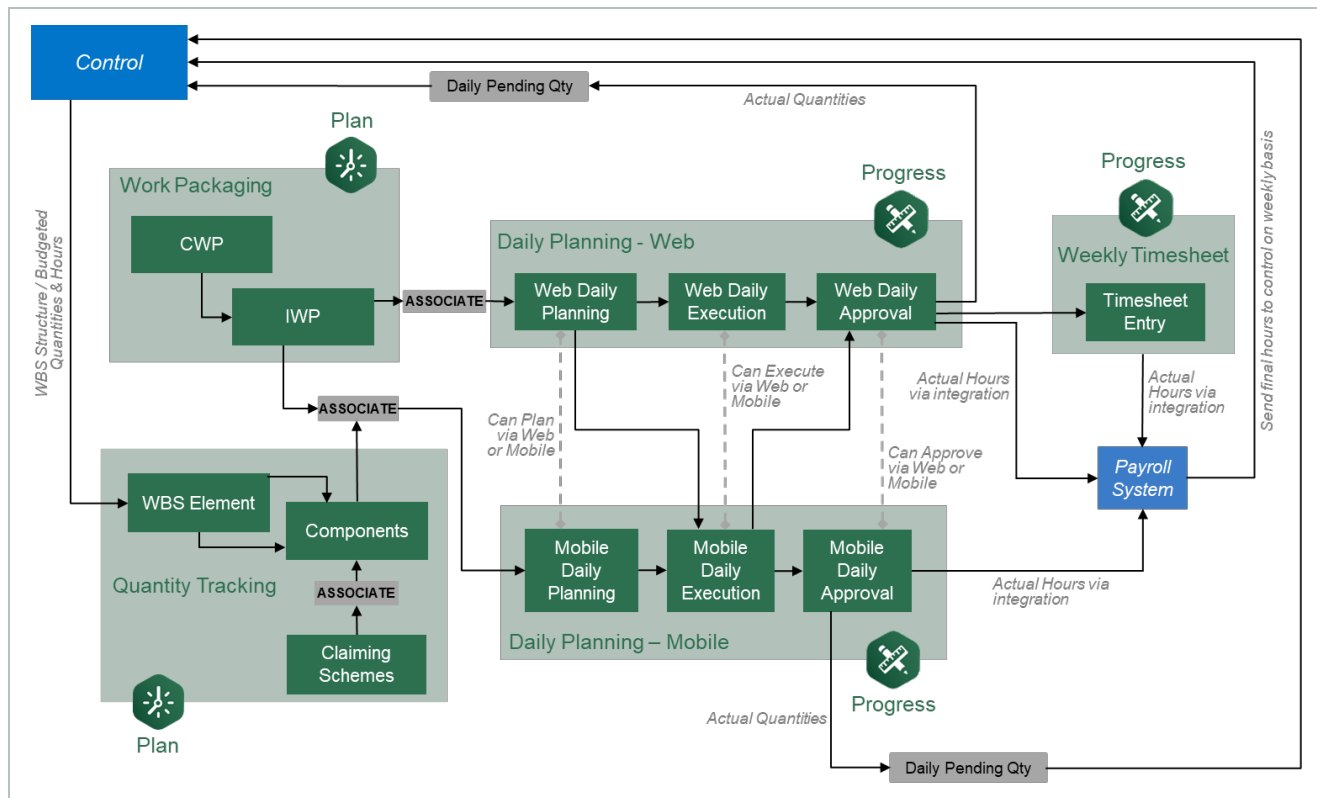 Control
Daily Pending Qty
Actual Quantities
Plan
Work Packaging
CWP
IWP
ASSOCIATE
WBS Structure / Budgeted
Quantities & Hours
Progress
Daily Planning - Web
Web Daily
Planning
Web Daily
Execution
Web Daily
Approval
Progress
Weekly Timesheet
Timesheet
Entry
Send final hours to control on weekly basis
Can Plan
via Web
or Mobile
Can Execute
via Web or
Mobile
Actual Hours
via integration
Can Approve
via Web or
Mobile
Actual
Hours via
integration
Payroll
System
ASSOCIATE
WBS Element
Components
ASSOCIATE
Quantity Tracking
Claiming
Schemes
Plan
Mobile
Daily
Planning
Mobile
Daily
Execution
Mobile
Daily
Approval
Actual Hours via
integration
Daily Planning – Mobile
Progress
Actual Quantities
Daily Pending Qty